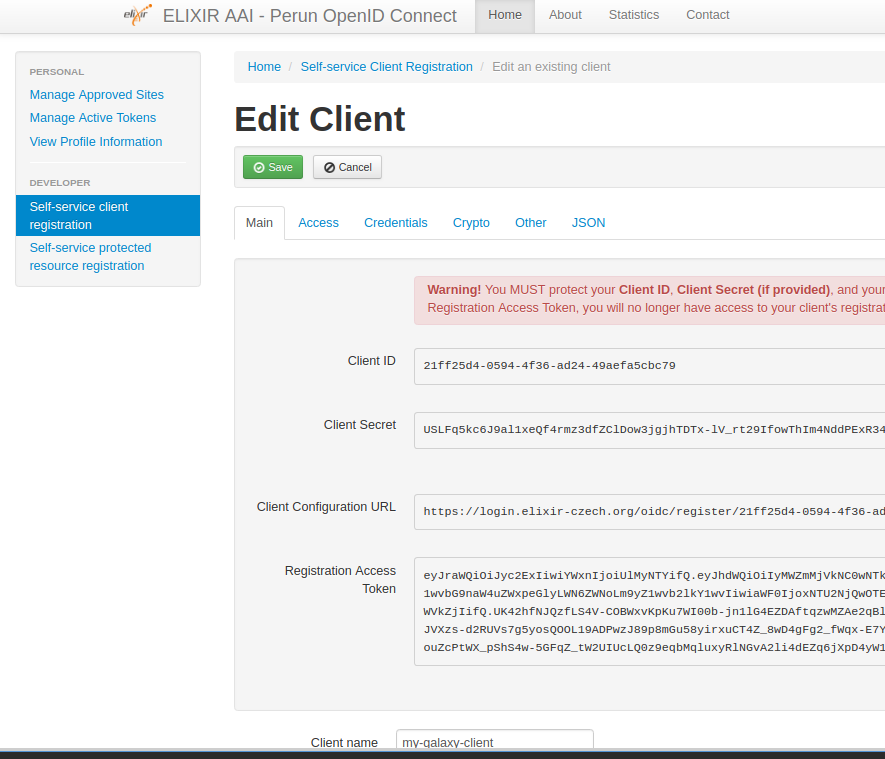 elixir ELIXIR AAI - Perun OpenID Connect Home About Statistics Contact
PERSONAL
Manage Approved Sites
Manage Active Tokens
View Profile Information
DEVELOPER
Self-service client
registration
Self-service protected
resource registration
Home / Self-service Client Registration / Edit an existing client
Edit Client
Save Cancel
Main Access Credentials Crypto Other JSON
Warning! You MUST protect your Client ID, Client Secret (if provided), and your
Registration Access Token, you will no longer have access to your client's registrat
Client ID
21ff25d4-0594-4f36-ad24-49aefa5cbc79
Client Secret
USLFq5kc6J9al1xeQf4rmz3dfZClDow3jgjhTDTx-lV_rt29IfowThIm4NddPExR34
Client Configuration URL
https://login.elixir-czech.org/oidc/register/21ff25d4-0594-4f36-ad
Registration Access
Token
eyJraWQiOiJyc2ExIiwiYWxnIjoiUlMyNTYifQ.eyJhdWQiOiIyMWZmMjVkNC0wNTk
1wvbG9naW4uZWxpeGlyLWN6ZWNoLm9yZ1wvb2lkY1wvIiwiaWF0IjoxNTU2NjQwOTE
WVkZjIifQ.UK42hfNJQzfLS4V-COBWxvKpKu7WI00b-jn1lG4EZDAftqzwMZAe2qBl
JVXzs-d2RUVs7g5yosQOOL19ADPwzJ89p8mGu58yirxuCT4Z_8wD4gFg2_fWqx-E7Y
ouZcPtWX_pShS4w-5GFqZ_tW2UIUcLQ0z9eqbMqluxyRlNGvA2li4dEZq6jXpD4yW1
Client name
my-galaxy-client